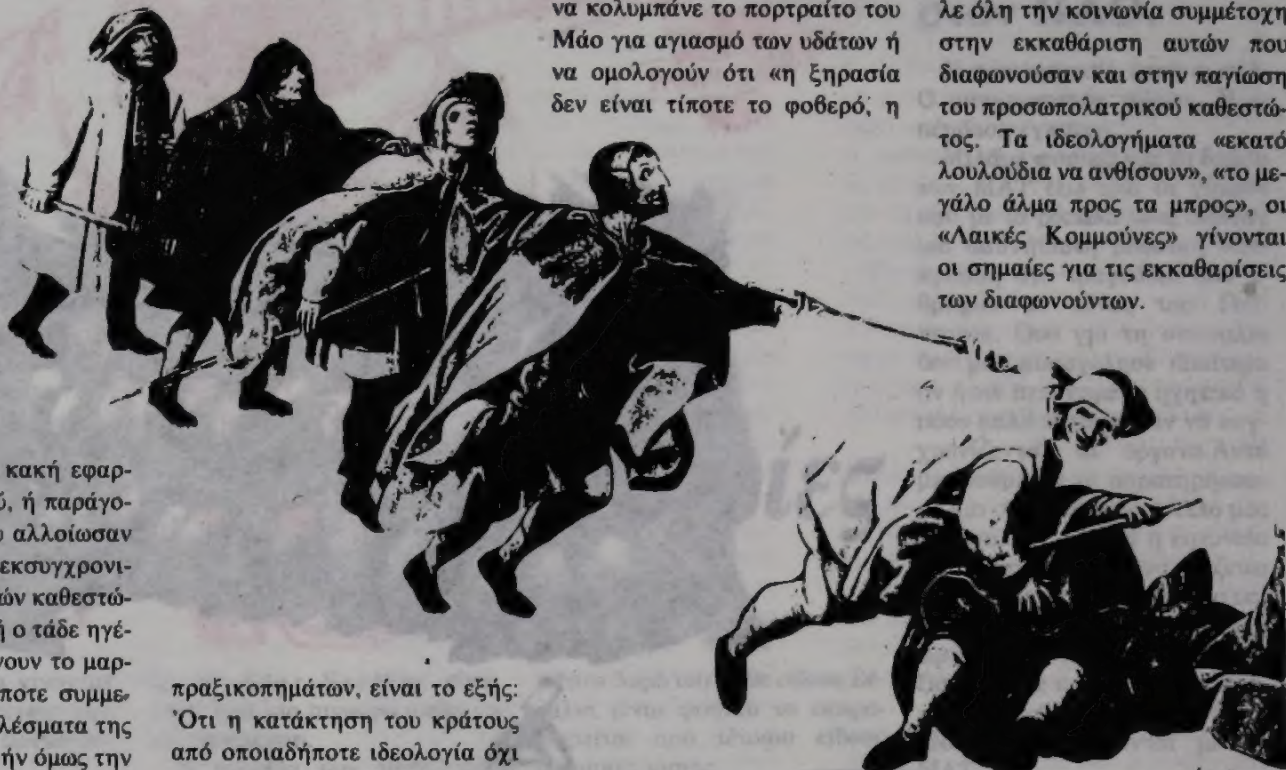 κακή εφαρ-
ύ, ή παράγο-
υ αλλοίωσαν
εκσυγχρονι-
ών καθεστώ-
ή ο τάδε ηγέ-
νουν το μαρ-
ποτε συμμε-
λέσματα της
ήν όμως την
πραξικοπημάτων, είναι το εξής:
Ότι η κατάκτηση του κράτους
από οποιαδήποτε ιδεολογία όχι
να κολυμπάνε το πορτραίτο του
Μάο για αγιασμό των υδάτων ή
να ομολογούν ότι «η ξηρασία
δεν είναι τίποτε το φοβερό, η
λε όλη την κοινωνία συμμέτοχη
στην εκκαθάριση αυτών που
διαφωνούσαν και στην παγίωση
του προσωπολατρικού καθεστώ-
τος. Τα ιδεολογήματα «εκατό
λουλούδια να ανθίσουν», «το με-
γάλο άλμα προς τα μπρος», οι
«Λαικές Κομμούνες» γίνονται
οι σημαίες για τις εκκαθαρίσεις
των διαφωνούντων.